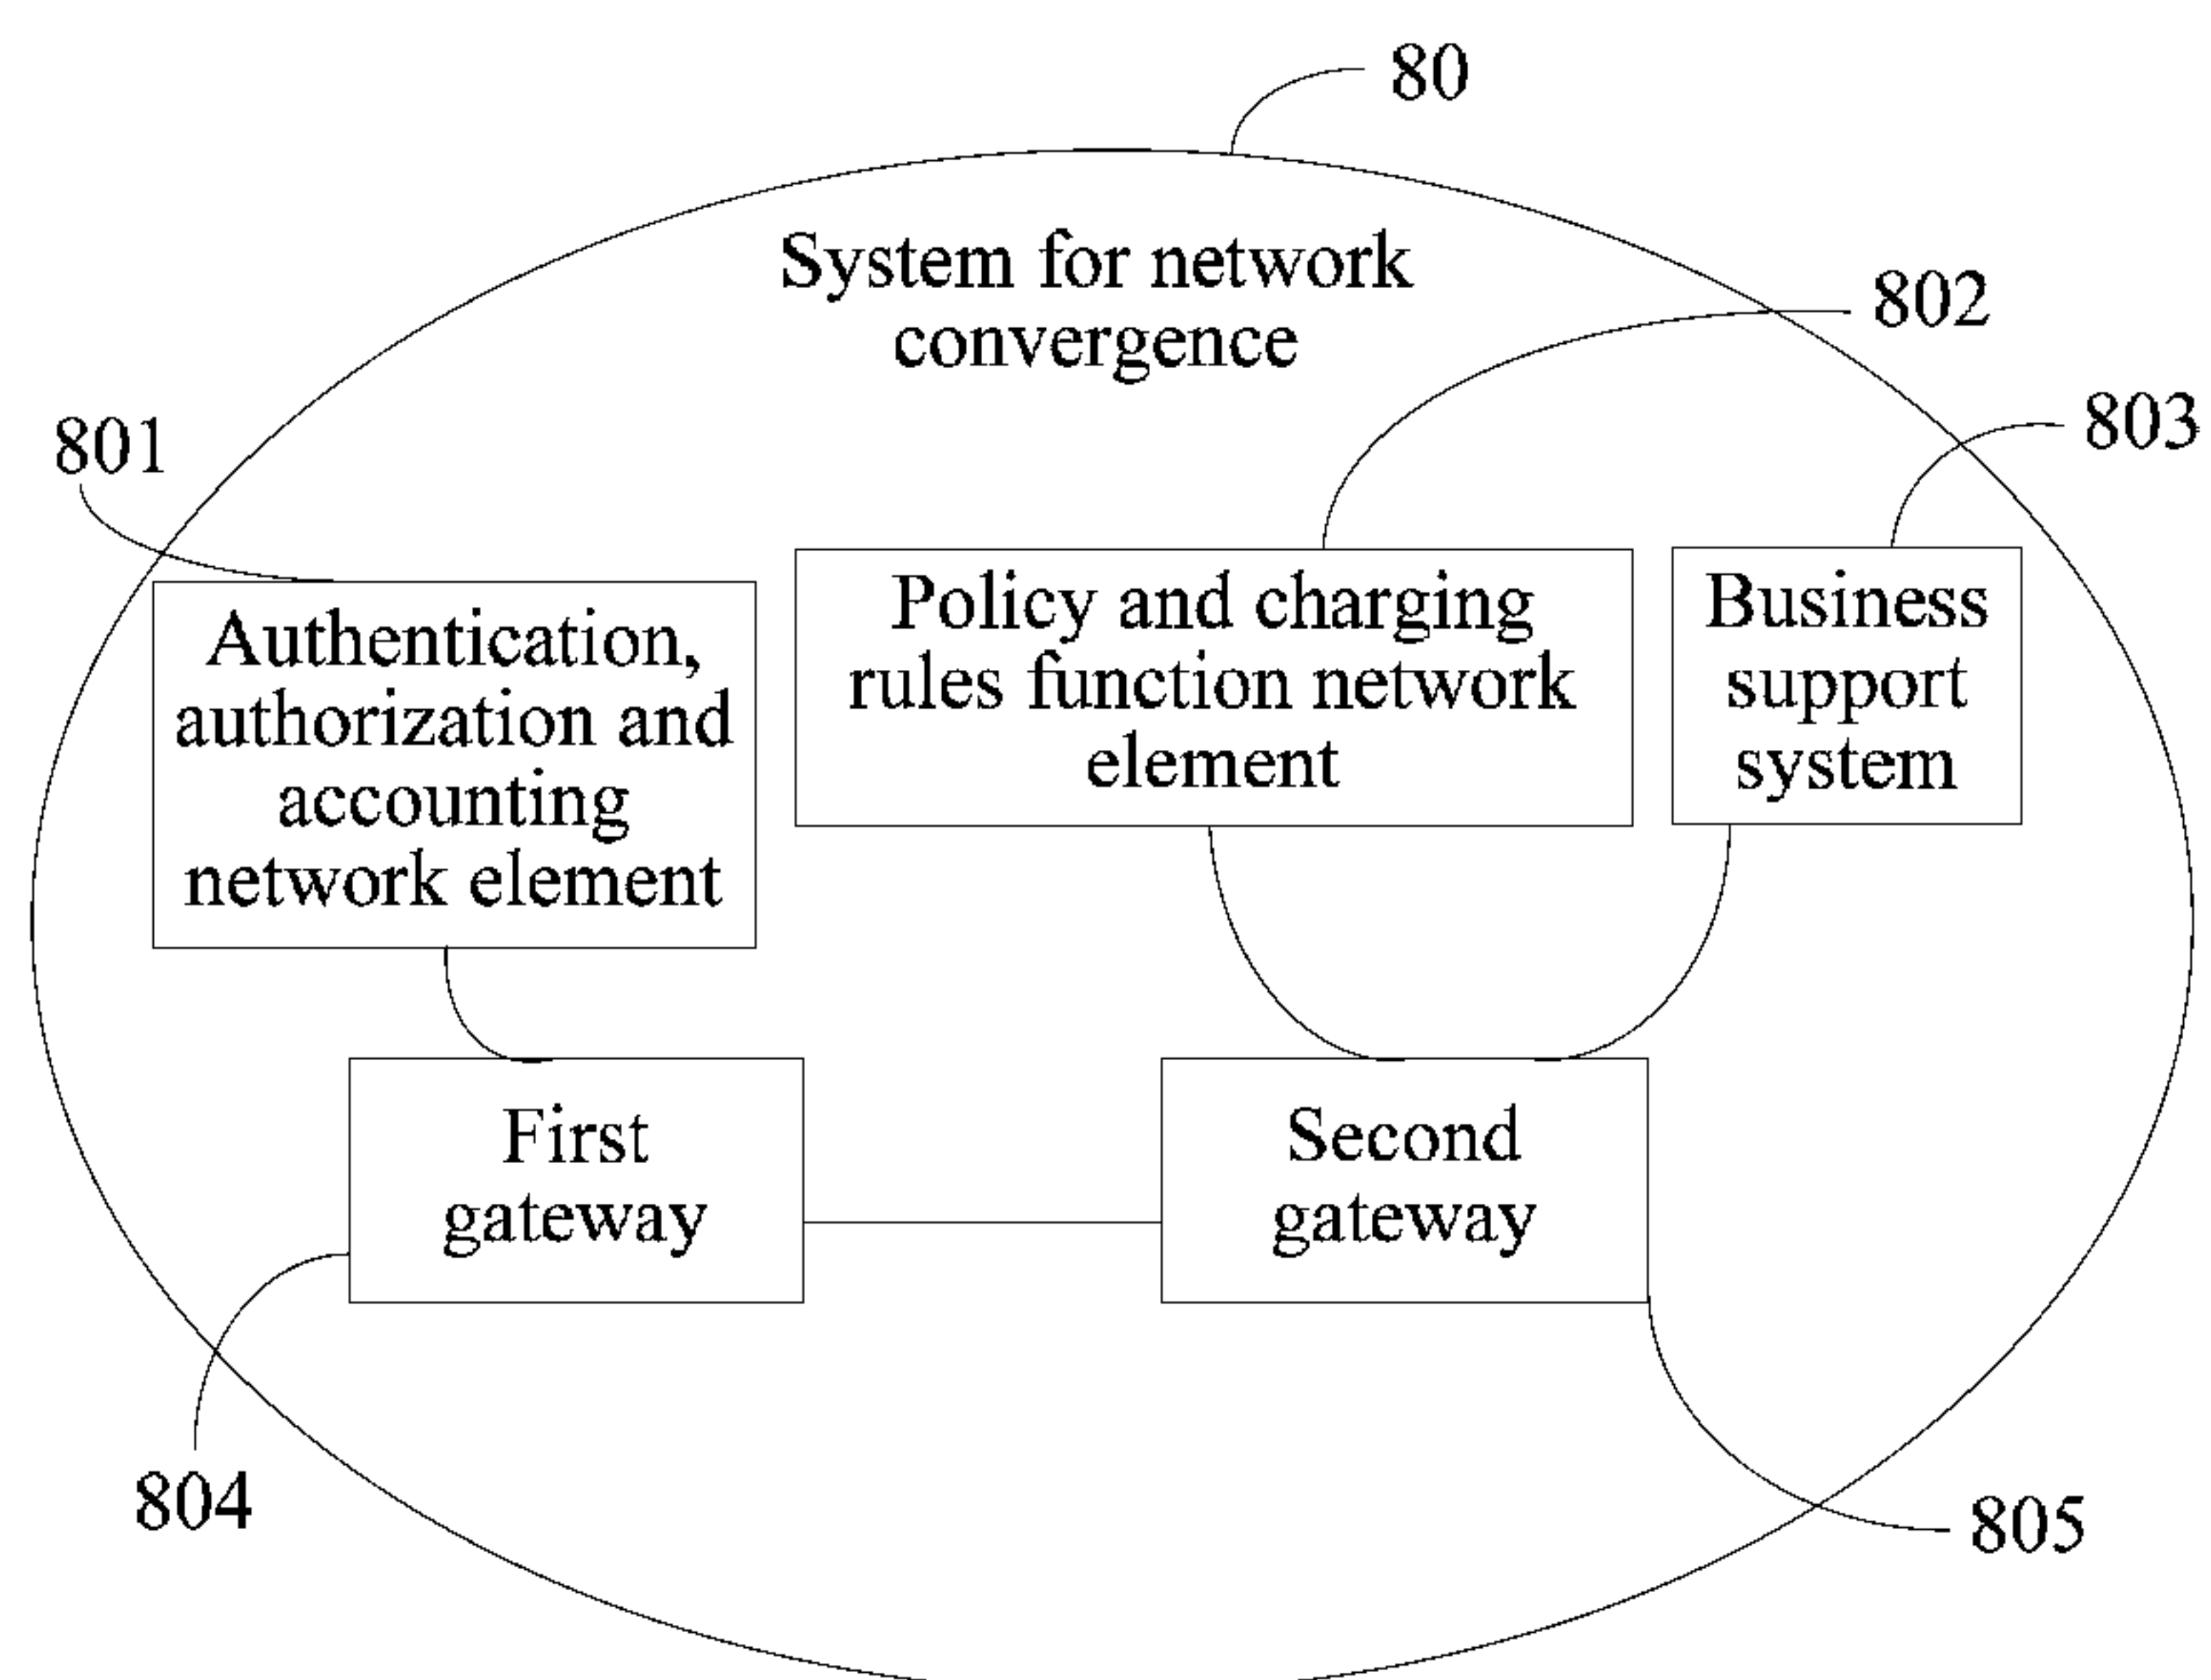 80
System for network
convergence
802
803
801
Authentication,
authorization and
accounting
network element
Policy and charging
rules function network
element
Business
support
system
First
gateway
Second
gateway
804
805